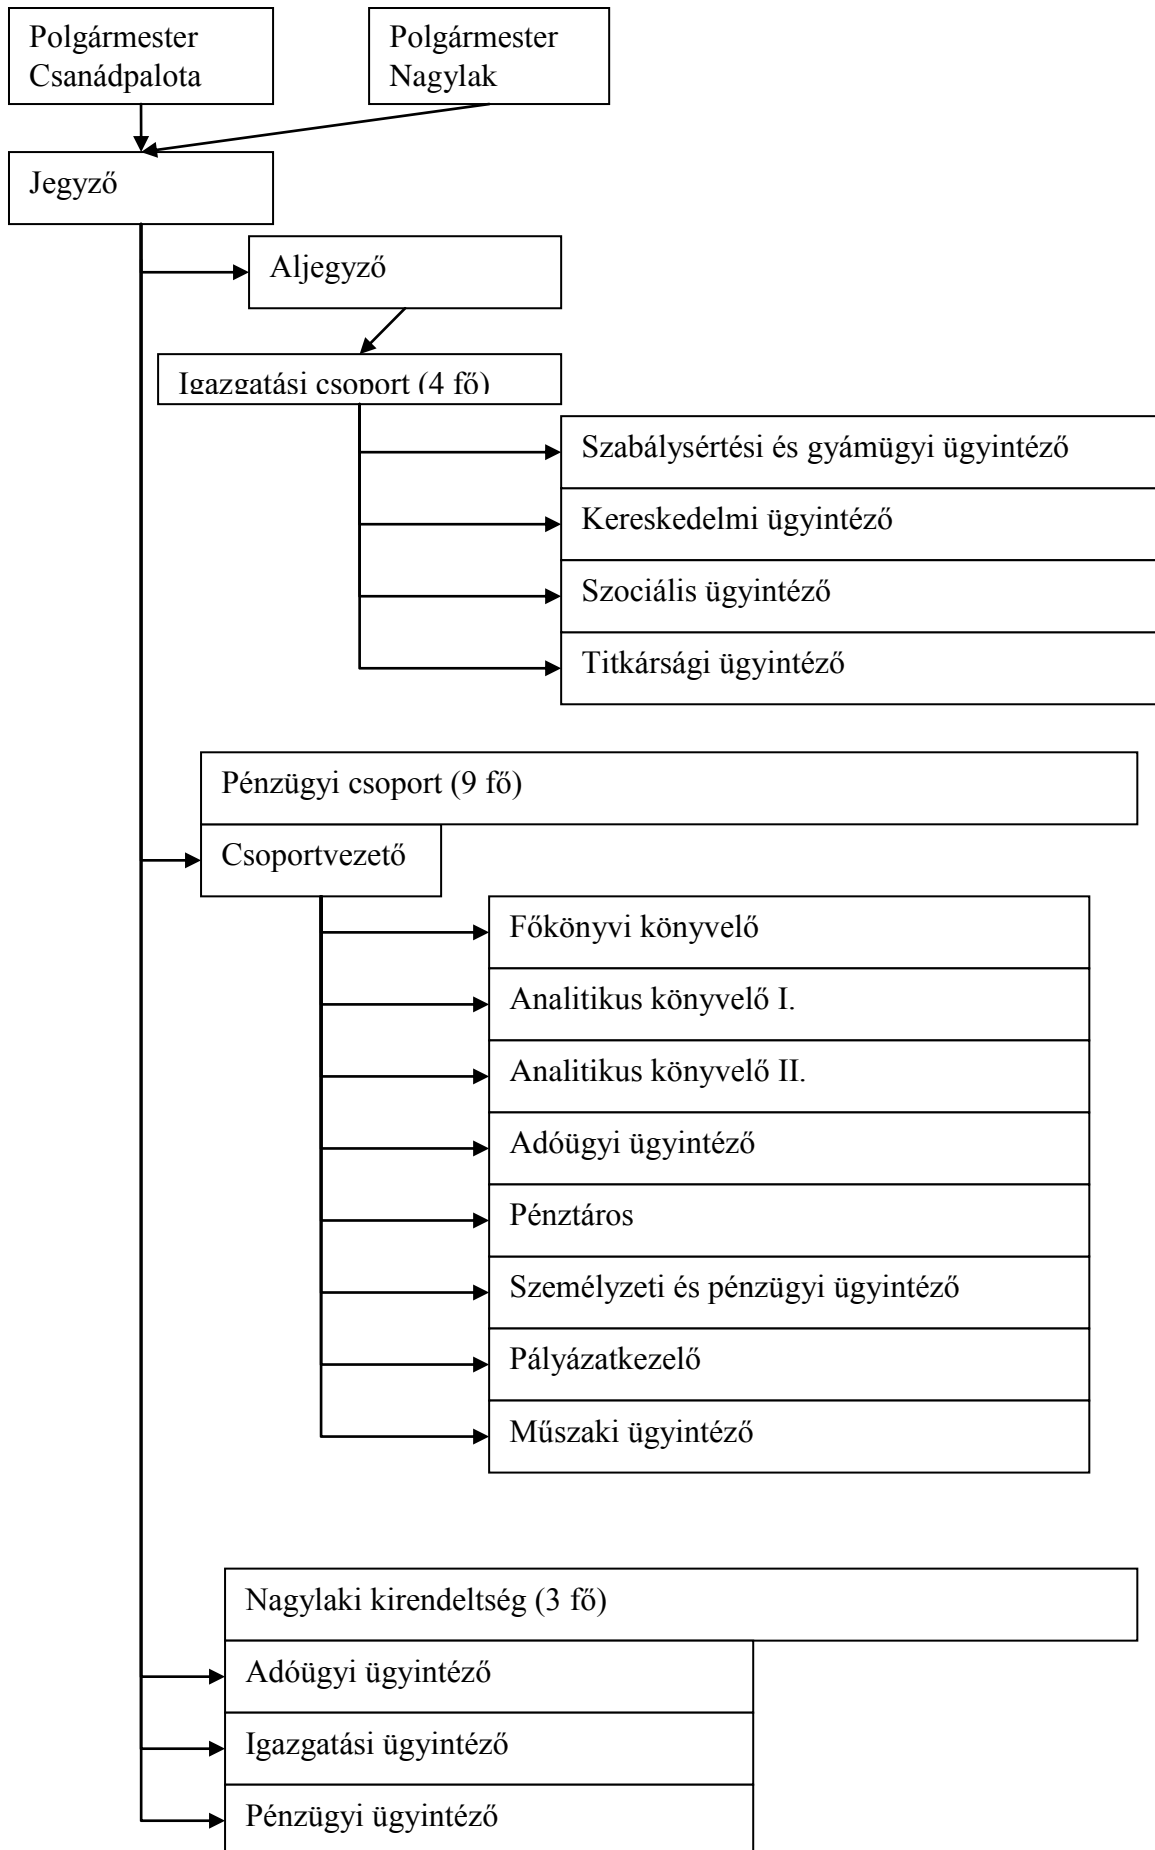 Polgármester
Csanádpalota
Polgármester
Nagylak
Jegyző
Aljegyző
Igazgatási csoport (4 fő)
Szabálysértési és gyámügyi ügyintéző
Kereskedelmi ügyintéző
Szociális ügyintéző
Titkársági ügyintéző
Pénzügyi csoport (9 fő)
Csoportvezető
Főkönyvi könyvelő
Analitikus könyvelő I.
Analitikus könyvelő II.
Adóügyi ügyintéző
Pénztáros
Személyzeti és pénzügyi ügyintéző
Pályázatkezelő
Műszaki ügyintéző
Nagylaki kirendeltség (3 fő)
Adóügyi ügyintéző
Igazgatási ügyintéző
Pénzügyi ügyintéző